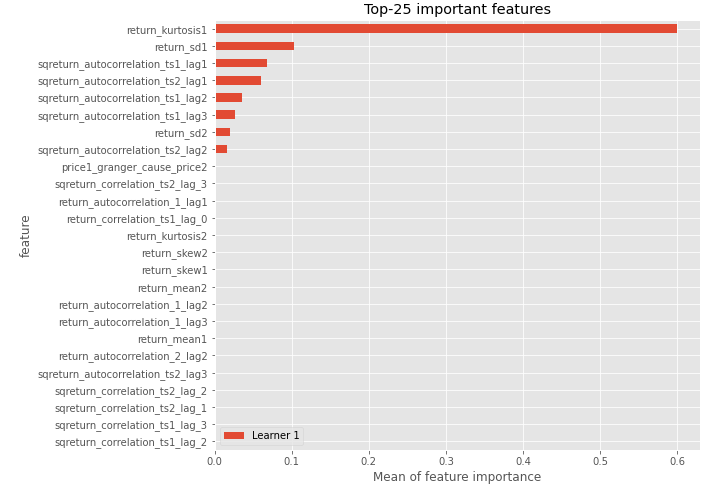 Top-25 important features
return_kurtosis1
return_sd1
sqreturn_autocorrelation_ts1_lag1
sqreturn_autocorrelation_ts2_lag1
sqreturn_autocorrelation_ts1_lag2
sqreturn_autocorrelation_ts1_lag3
return_sd2
sqreturn_autocorrelation_ts2_lag2
price1_granger_cause_price2
sqreturn_correlation_ts2_lag_3
return_autocorrelation_1_lag1
return_correlation_ts1_lag_0
return_kurtosis2
return_skew2
return_skew1
return_mean2
return_autocorrelation_1_lag2
return_autocorrelation_1_lag3
return_mean1
return_autocorrelation_2_lag2
sqreturn_autocorrelation_ts2_lag3
sqreturn_correlation_ts2_lag_2
sqreturn_correlation_ts2_lag_1
sqreturn_correlation_ts1_lag_3
sqreturn_correlation_ts1_lag_2
feature
Learner 1
0.0 0.1 0.2 0.3 0.4 0.5 0.6
Mean of feature importance